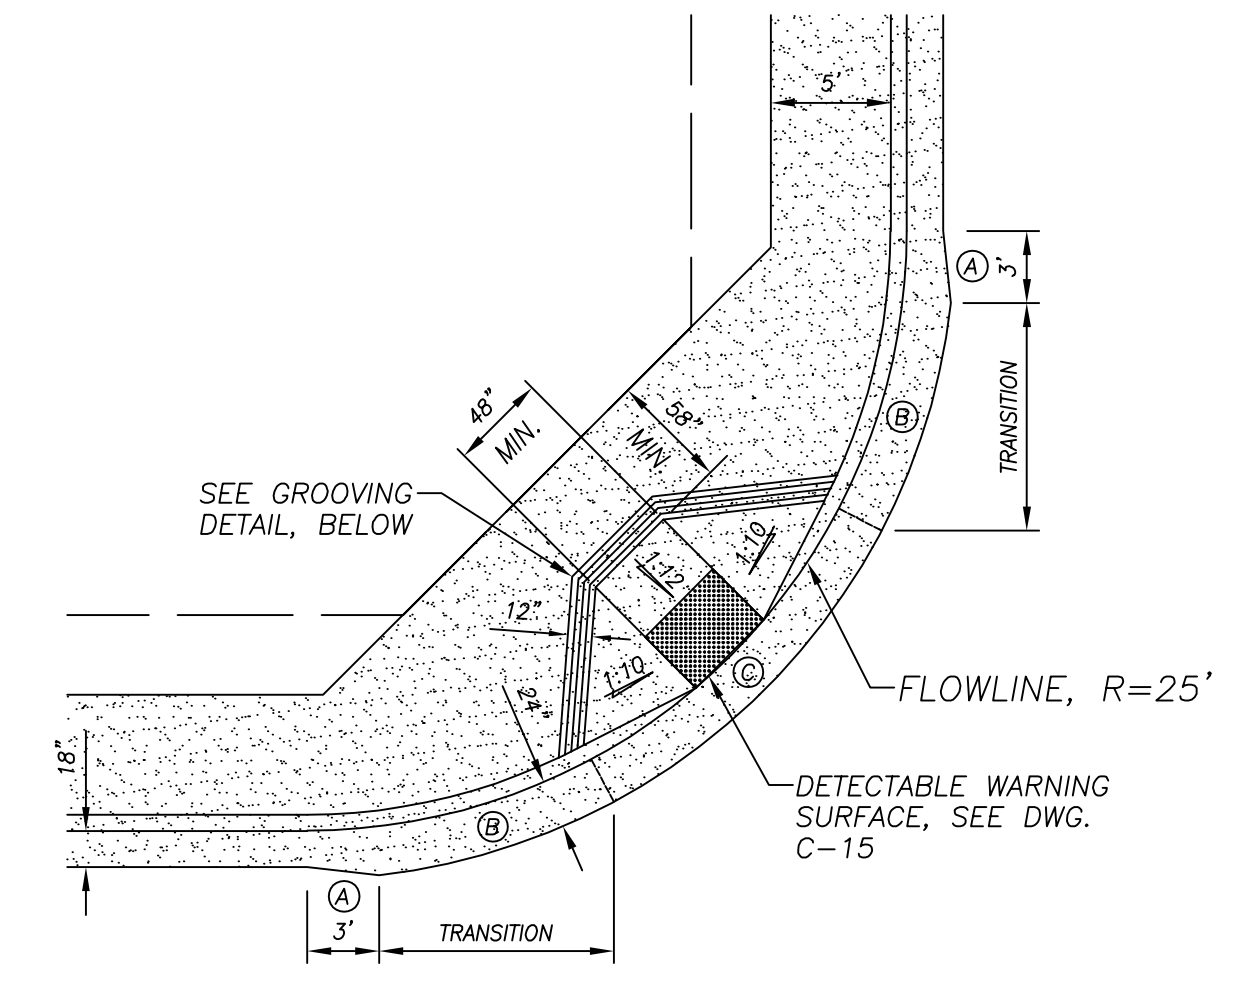 5'
A
3'
TRANSITION
B
48"
MIN.
58"
MIN.
SEE GROOVING
DETAIL, BELOW
1:10
1:12
12"
1:10
24"
C
FLOWLINE, R=25'
18"
DETECTABLE WARNING
SURFACE, SEE DWG.
C-15
B
A
3'
TRANSITION